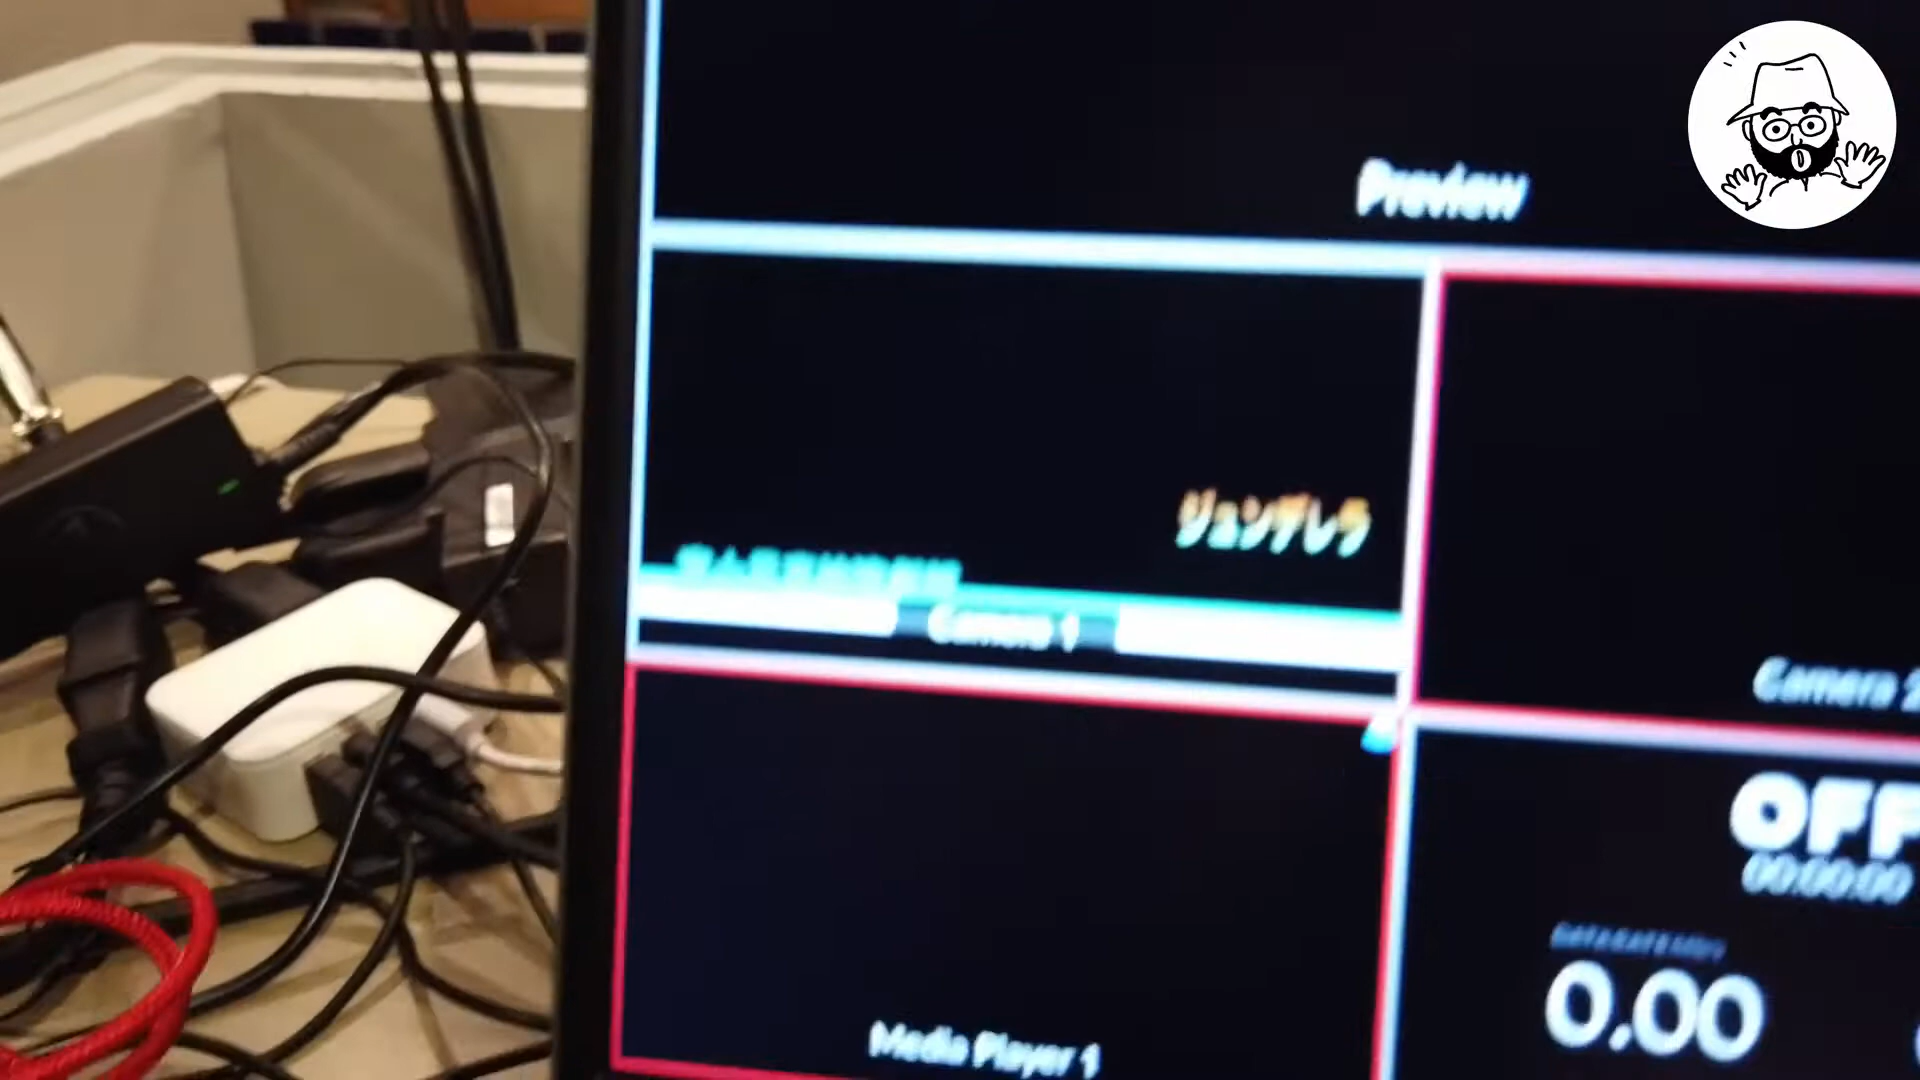 Preview
ジュンデレラ
Camera 1
Camera 2
OFF
00:00:00
0.00
Media Player 1